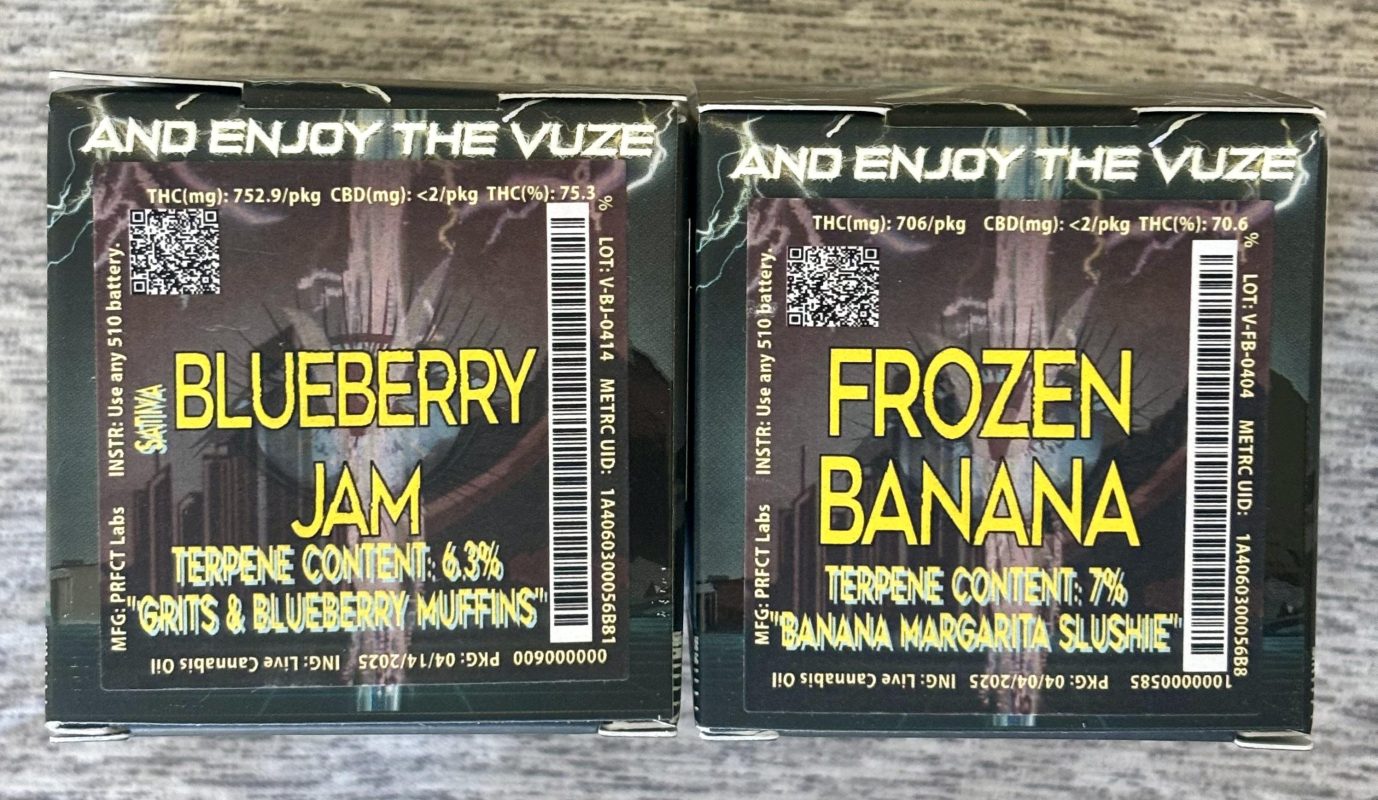 AND ENJOY THE VUZE
THC(mg): 752.9/pkg CBD(mg): <2/pkg THC(%): 75.3%
INSTR: Use any 510 battery.
MFG: PRFCT Labs
SATIVA
BLUEBERRY
JAM
TERPENE CONTENT: 6.3%
"GRITS & BLUEBERRY MUFFINS"
LOT: V-BJ-0414 METRC UID: 1A4060300056B81
000000600 PKG: 04/14/2025 ING: Live Cannabis Oil
AND ENJOY THE VUZE
THC(mg): 706/pkg CBD(mg): <2/pkg THC(%): 70.6%
INSTR: Use any 510 battery.
MFG: PRFCT Labs
FROZEN
BANANA
TERPENE CONTENT: 7%
"BANANA MARGARITA SLUSHIE"
LOT: V-FB-0404 METRC UID: 1A4060300056B8
1000000585 PKG: 04/04/2025 ING: Live Cannabis Oil